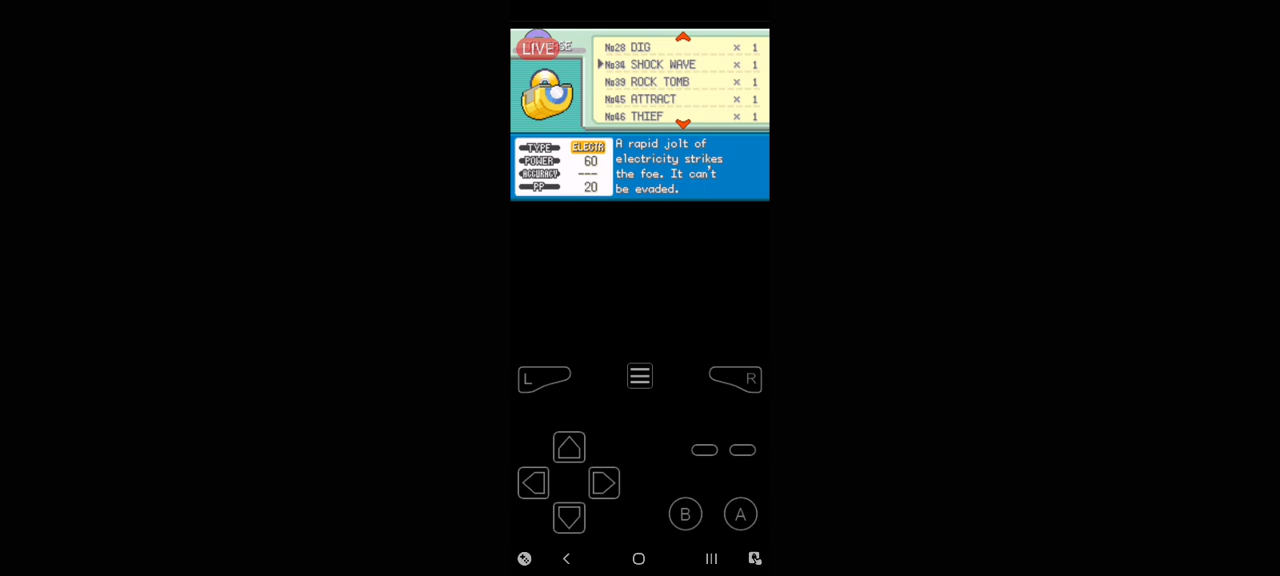 LIVE SE
№28 DIG × 1
№34 SHOCK WAVE × 1
№39 ROCK TOMB × 1
№45 ATTRACT × 1
№46 THIEF × 1
TYPE ELECTR
POWER 60
ACCURACY ---
PP 20
A rapid jolt of
electricity strikes
the foe. It can't
be evaded.
L
R
B
A